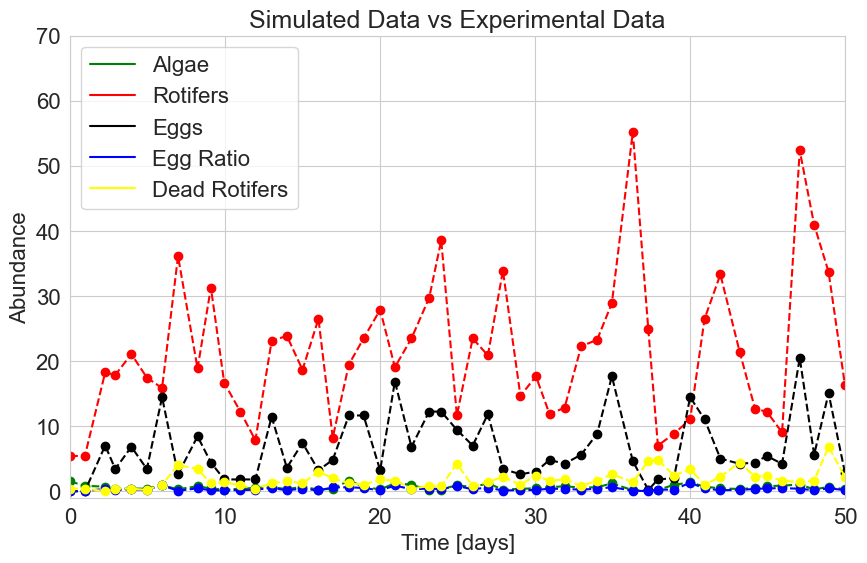 Simulated Data vs Experimental Data
Abundance
70
60
50
40
30
20
10
0
Algae
Rotifers
Eggs
Egg Ratio
Dead Rotifers
0 10 20 30 40 50
Time [days]